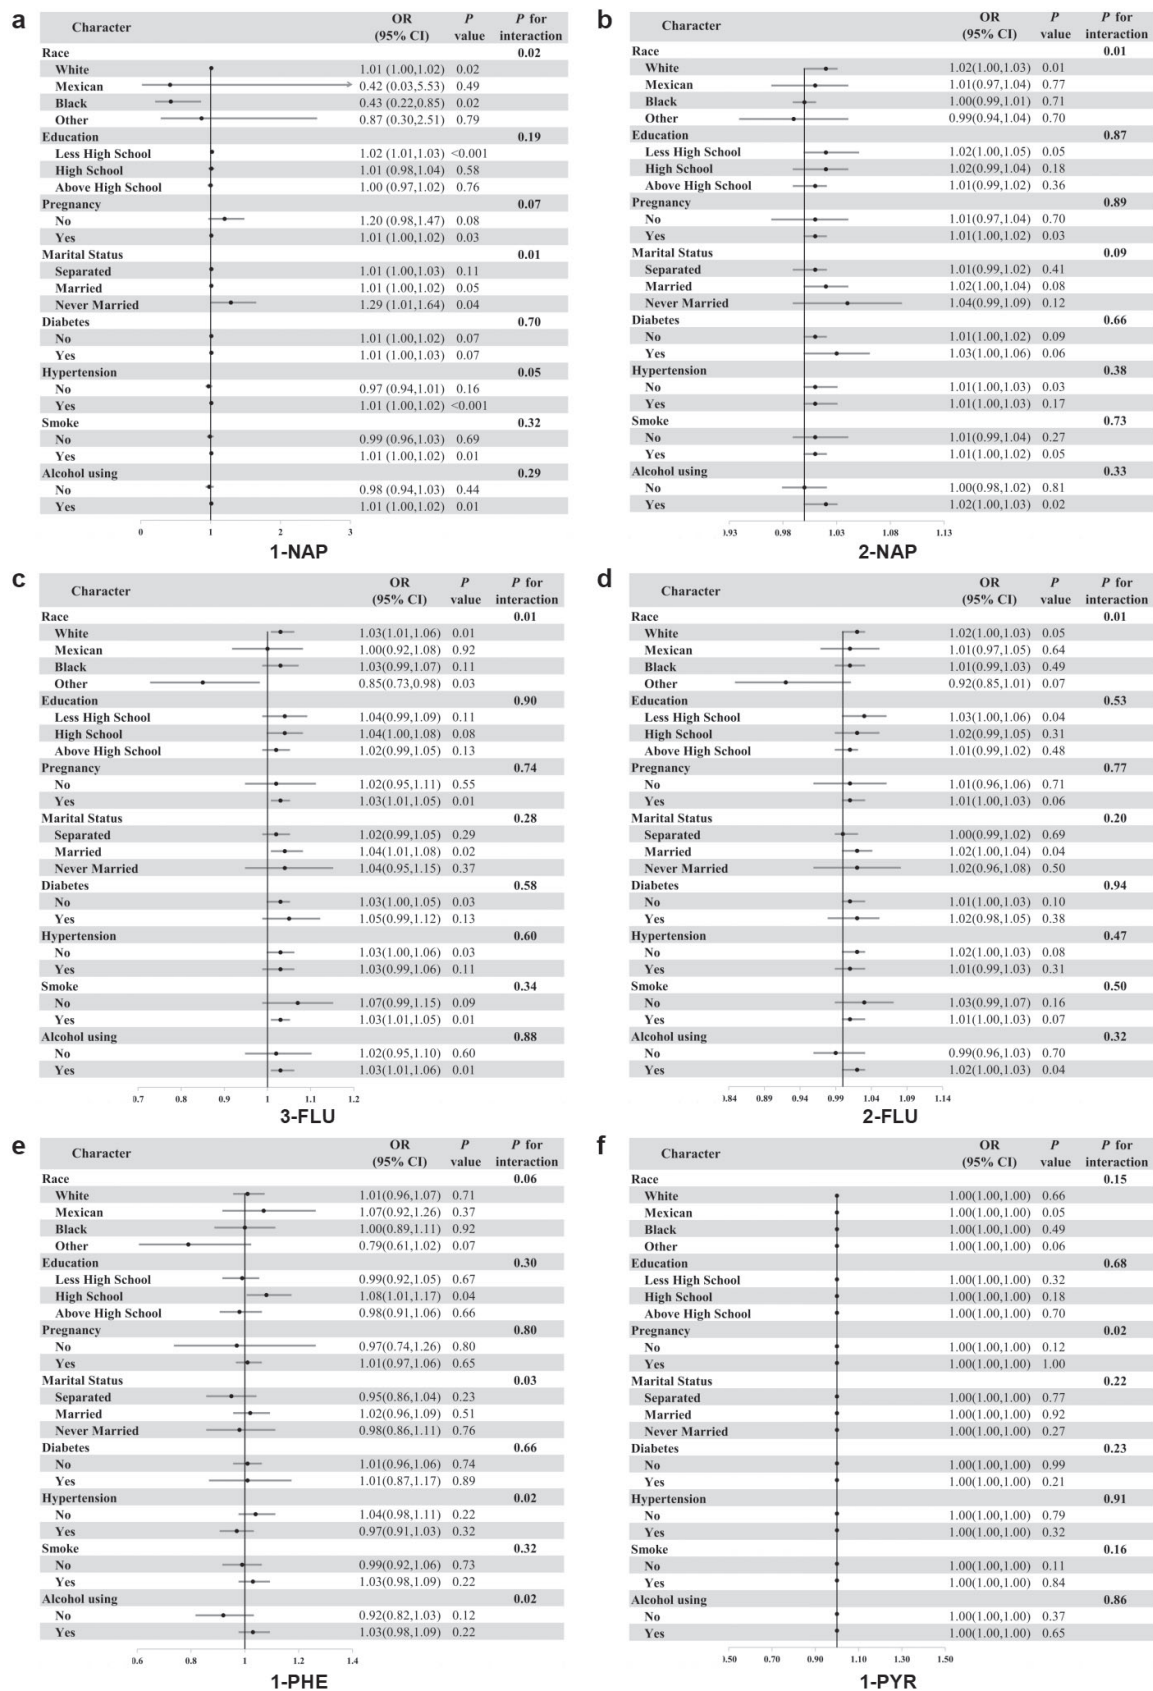 a
Character OR (95% CI) P value P for interaction
Race 0.02
White 1.01 (1.00,1.02) 0.02
Mexican 0.42 (0.03,5.53) 0.49
Black 0.43 (0.22,0.85) 0.02
Other 0.87 (0.30,2.51) 0.79
Education 0.19
Less High School 1.02 (1.01,1.03) <0.001
High School 1.01 (0.98,1.04) 0.58
Above High School 1.00 (0.97,1.02) 0.76
Pregnancy 0.07
No 1.20 (0.98,1.47) 0.08
Yes 1.01 (1.00,1.02) 0.03
Marital Status 0.01
Separated 1.01 (1.00,1.03) 0.11
Married 1.01 (1.00,1.02) 0.05
Never Married 1.29 (1.01,1.64) 0.04
Diabetes 0.70
No 1.01 (1.00,1.02) 0.07
Yes 1.01 (1.00,1.03) 0.07
Hypertension 0.05
No 0.97 (0.94,1.01) 0.16
Yes 1.01 (1.00,1.02) <0.001
Smoke 0.32
No 0.99 (0.96,1.03) 0.69
Yes 1.01 (1.00,1.02) 0.01
Alcohol using 0.29
No 0.98 (0.94,1.03) 0.44
Yes 1.01 (1.00,1.02) 0.01
0 1 2 3
1-NAP
b
Character OR (95% CI) P value P for interaction
Race 0.01
White 1.02(1.00,1.03) 0.01
Mexican 1.01(0.97,1.04) 0.77
Black 1.00(0.99,1.01) 0.71
Other 0.99(0.94,1.04) 0.70
Education 0.87
Less High School 1.02(1.00,1.05) 0.05
High School 1.02(0.99,1.04) 0.18
Above High School 1.01(0.99,1.02) 0.36
Pregnancy 0.89
No 1.01(0.97,1.04) 0.70
Yes 1.01(1.00,1.02) 0.03
Marital Status 0.09
Separated 1.01(0.99,1.02) 0.41
Married 1.02(1.00,1.04) 0.08
Never Married 1.04(0.99,1.09) 0.12
Diabetes 0.66
No 1.01(1.00,1.02) 0.09
Yes 1.03(1.00,1.06) 0.06
Hypertension 0.38
No 1.01(1.00,1.03) 0.03
Yes 1.01(1.00,1.03) 0.17
Smoke 0.73
No 1.01(0.99,1.04) 0.27
Yes 1.01(1.00,1.02) 0.05
Alcohol using 0.33
No 1.00(0.98,1.02) 0.81
Yes 1.02(1.00,1.03) 0.02
0.93 0.98 1.03 1.08 1.13
2-NAP
c
Character OR (95% CI) P value P for interaction
Race 0.01
White 1.03(1.01,1.06) 0.01
Mexican 1.00(0.92,1.08) 0.92
Black 1.03(0.99,1.07) 0.11
Other 0.85(0.73,0.98) 0.03
Education 0.90
Less High School 1.04(0.99,1.09) 0.11
High School 1.04(1.00,1.08) 0.08
Above High School 1.02(0.99,1.05) 0.13
Pregnancy 0.74
No 1.02(0.95,1.11) 0.55
Yes 1.03(1.01,1.05) 0.01
Marital Status 0.28
Separated 1.02(0.99,1.05) 0.29
Married 1.04(1.01,1.08) 0.02
Never Married 1.04(0.95,1.15) 0.37
Diabetes 0.58
No 1.03(1.00,1.05) 0.03
Yes 1.05(0.99,1.12) 0.13
Hypertension 0.60
No 1.03(1.00,1.06) 0.03
Yes 1.03(0.99,1.06) 0.11
Smoke 0.34
No 1.07(0.99,1.15) 0.09
Yes 1.03(1.01,1.05) 0.01
Alcohol using 0.88
No 1.02(0.95,1.10) 0.60
Yes 1.03(1.01,1.06) 0.01
0.7 0.8 0.9 1 1.1 1.2
3-FLU
d
Character OR (95% CI) P value P for interaction
Race 0.01
White 1.02(1.00,1.03) 0.05
Mexican 1.01(0.97,1.05) 0.64
Black 1.01(0.99,1.03) 0.49
Other 0.92(0.85,1.01) 0.07
Education 0.53
Less High School 1.03(1.00,1.06) 0.04
High School 1.02(0.99,1.05) 0.31
Above High School 1.01(0.99,1.02) 0.48
Pregnancy 0.77
No 1.01(0.96,1.06) 0.71
Yes 1.01(1.00,1.03) 0.06
Marital Status 0.20
Separated 1.00(0.99,1.02) 0.69
Married 1.02(1.00,1.04) 0.04
Never Married 1.02(0.96,1.08) 0.50
Diabetes 0.94
No 1.01(1.00,1.03) 0.10
Yes 1.02(0.98,1.05) 0.38
Hypertension 0.47
No 1.02(1.00,1.03) 0.08
Yes 1.01(0.99,1.03) 0.31
Smoke 0.50
No 1.03(0.99,1.07) 0.16
Yes 1.01(1.00,1.03) 0.07
Alcohol using 0.32
No 0.99(0.96,1.03) 0.70
Yes 1.02(1.00,1.03) 0.04
0.84 0.89 0.94 0.99 1.04 1.09 1.14
2-FLU
e
Character OR (95% CI) P value P for interaction
Race 0.06
White 1.01(0.96,1.07) 0.71
Mexican 1.07(0.92,1.26) 0.37
Black 1.00(0.89,1.11) 0.92
Other 0.79(0.61,1.02) 0.07
Education 0.30
Less High School 0.99(0.92,1.05) 0.67
High School 1.08(1.01,1.17) 0.04
Above High School 0.98(0.91,1.06) 0.66
Pregnancy 0.80
No 0.97(0.74,1.26) 0.80
Yes 1.01(0.97,1.06) 0.65
Marital Status 0.03
Separated 0.95(0.86,1.04) 0.23
Married 1.02(0.96,1.09) 0.51
Never Married 0.98(0.86,1.11) 0.76
Diabetes 0.66
No 1.01(0.96,1.06) 0.74
Yes 1.01(0.87,1.17) 0.89
Hypertension 0.02
No 1.04(0.98,1.11) 0.22
Yes 0.97(0.91,1.03) 0.32
Smoke 0.32
No 0.99(0.92,1.06) 0.73
Yes 1.03(0.98,1.09) 0.22
Alcohol using 0.02
No 0.92(0.82,1.03) 0.12
Yes 1.03(0.98,1.09) 0.22
0.6 0.8 1 1.2 1.4
1-PHE
f
Character OR (95% CI) P value P for interaction
Race 0.15
White 1.00(1.00,1.00) 0.66
Mexican 1.00(1.00,1.00) 0.05
Black 1.00(1.00,1.00) 0.49
Other 1.00(1.00,1.00) 0.06
Education 0.68
Less High School 1.00(1.00,1.00) 0.32
High School 1.00(1.00,1.00) 0.18
Above High School 1.00(1.00,1.00) 0.70
Pregnancy 0.02
No 1.00(1.00,1.00) 0.12
Yes 1.00(1.00,1.00) 1.00
Marital Status 0.22
Separated 1.00(1.00,1.00) 0.77
Married 1.00(1.00,1.00) 0.92
Never Married 1.00(1.00,1.00) 0.27
Diabetes 0.23
No 1.00(1.00,1.00) 0.99
Yes 1.00(1.00,1.00) 0.21
Hypertension 0.91
No 1.00(1.00,1.00) 0.79
Yes 1.00(1.00,1.00) 0.32
Smoke 0.16
No 1.00(1.00,1.00) 0.11
Yes 1.00(1.00,1.00) 0.84
Alcohol using 0.86
No 1.00(1.00,1.00) 0.37
Yes 1.00(1.00,1.00) 0.65
0.50 0.70 0.90 1.10 1.30 1.50
1-PYR